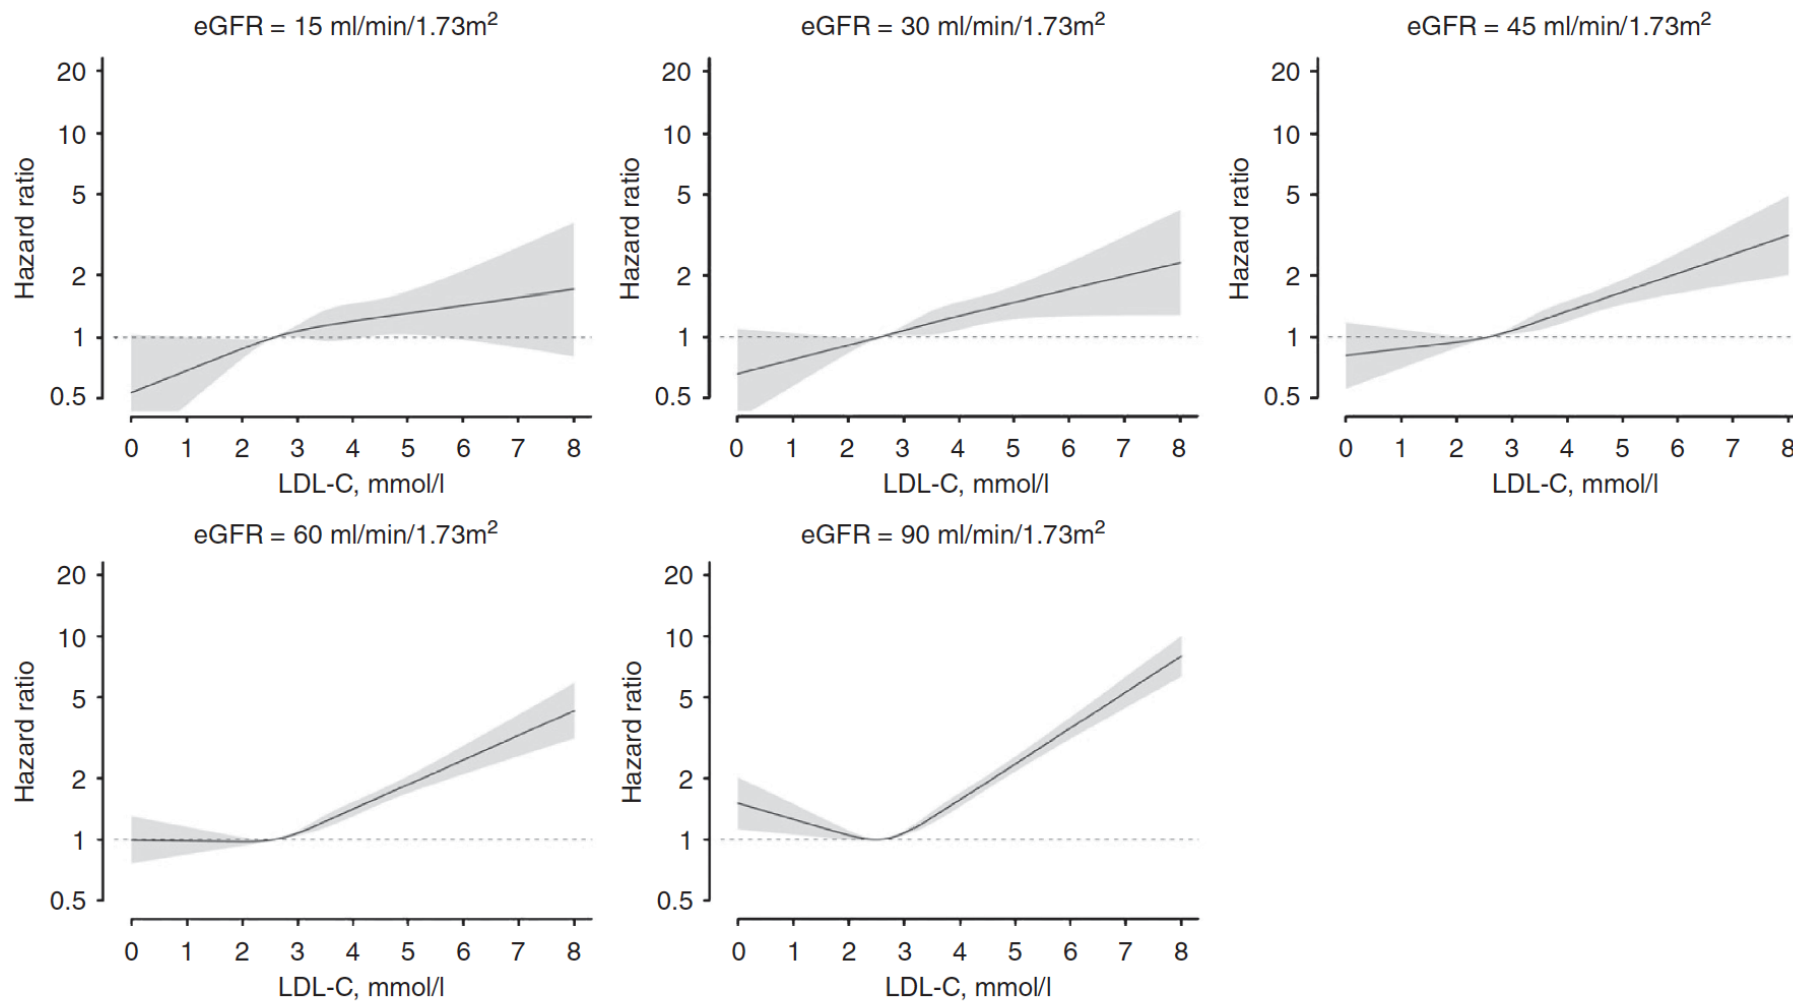 eGFR = 15 ml/min/1.73m²
20
10
5
2
1
0.5
Hazard ratio
0 1 2 3 4 5 6 7 8
LDL-C, mmol/l
eGFR = 30 ml/min/1.73m²
20
10
5
2
1
0.5
Hazard ratio
0 1 2 3 4 5 6 7 8
LDL-C, mmol/l
eGFR = 45 ml/min/1.73m²
20
10
5
2
1
0.5
Hazard ratio
0 1 2 3 4 5 6 7 8
LDL-C, mmol/l
eGFR = 60 ml/min/1.73m²
20
10
5
2
1
0.5
Hazard ratio
0 1 2 3 4 5 6 7 8
LDL-C, mmol/l
eGFR = 90 ml/min/1.73m²
20
10
5
2
1
0.5
Hazard ratio
0 1 2 3 4 5 6 7 8
LDL-C, mmol/l